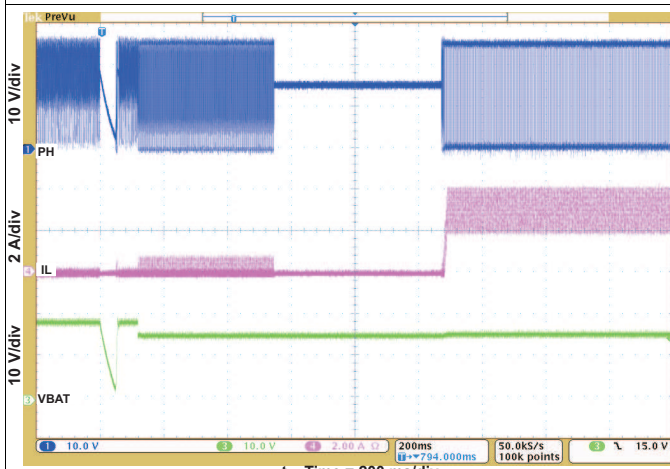 Tek PreVu
T
T
10 V/div
1 PH
2 A/div
4 IL
10 V/div
3 VBAT
1 10.0 V 3 10.0 V 4 2.00 A Ω 200ms 50.0kS/s 3 15.0 V
T→▼794.000ms 100k points